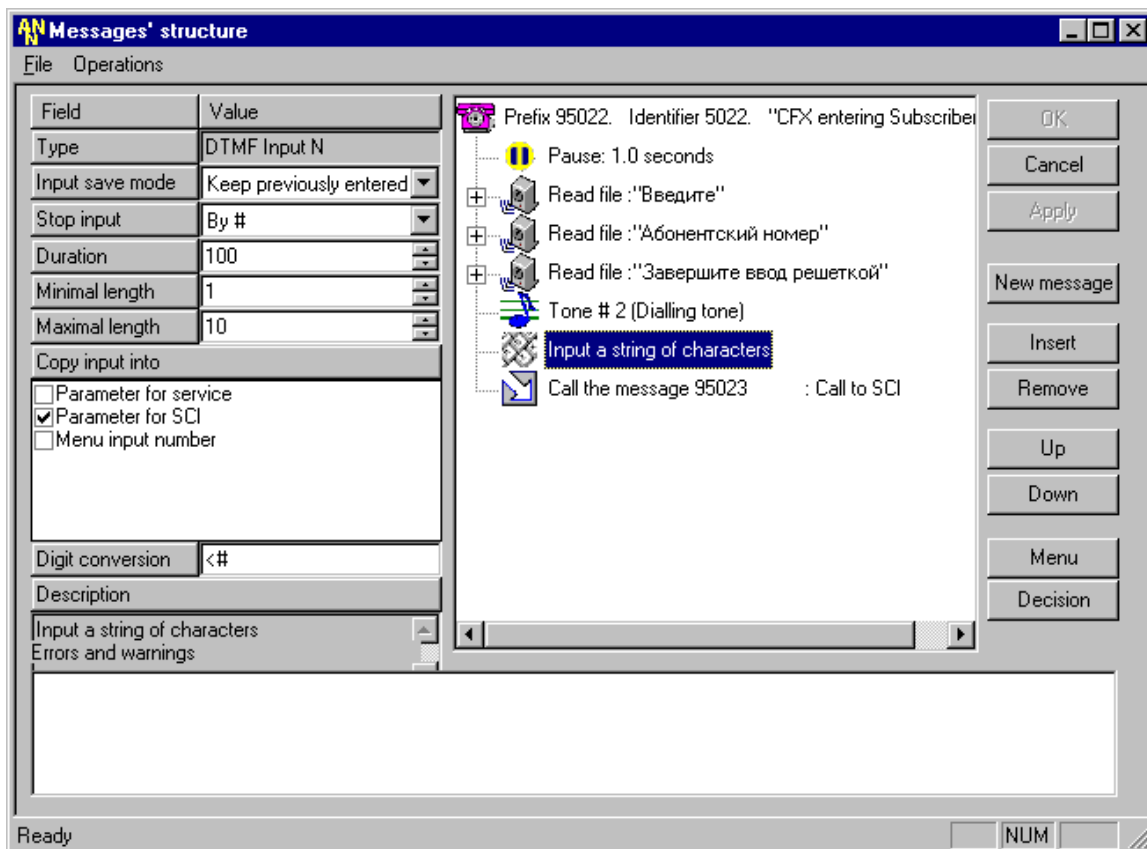 Messages' structure
File Operations
Field Value
Type DTMF Input N
Input save mode Keep previously entered
Stop input By #
Duration 100
Minimal length 1
Maximal length 10
Copy input into
Parameter for service
Parameter for SCI
Menu input number
Digit conversion <#
Description
Input a string of characters
Errors and warnings
Prefix 95022. Identifier 5022. "CFX entering Subscriber
Pause: 1.0 seconds
Read file :"Введите"
Read file :"Абонентский номер"
Read file :"Завершите ввод решеткой"
Tone # 2 (Dialling tone)
Input a string of characters
Call the message 95023 : Call to SCI
OK
Cancel
Apply
New message
Insert
Remove
Up
Down
Menu
Decision
Ready NUM